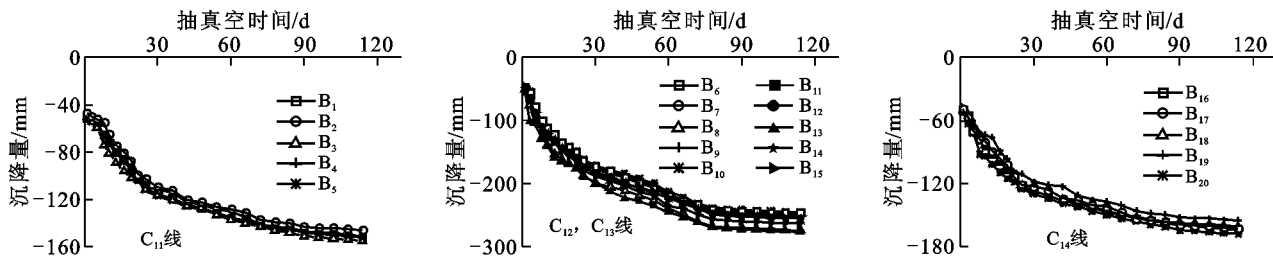 抽真空时间/d
30 60 90 120
0
-40
-80
-120
-160
沉降量/mm
B₁
B₂
B₃
B₄
B₅
C₁₁线
抽真空时间/d
30 60 90 120
0
-100
-200
-300
沉降量/mm
B₆ B₁₁
B₇ B₁₂
B₈ B₁₃
B₉ B₁₄
B₁₀ B₁₅
C₁₂，C₁₃线
抽真空时间/d
30 60 90 120
0
-60
-120
-180
沉降量/mm
B₁₆
B₁₇
B₁₈
B₁₉
B₂₀
C₁₄线